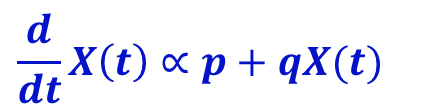 d/dt X(t) ∝ p + qX(t)